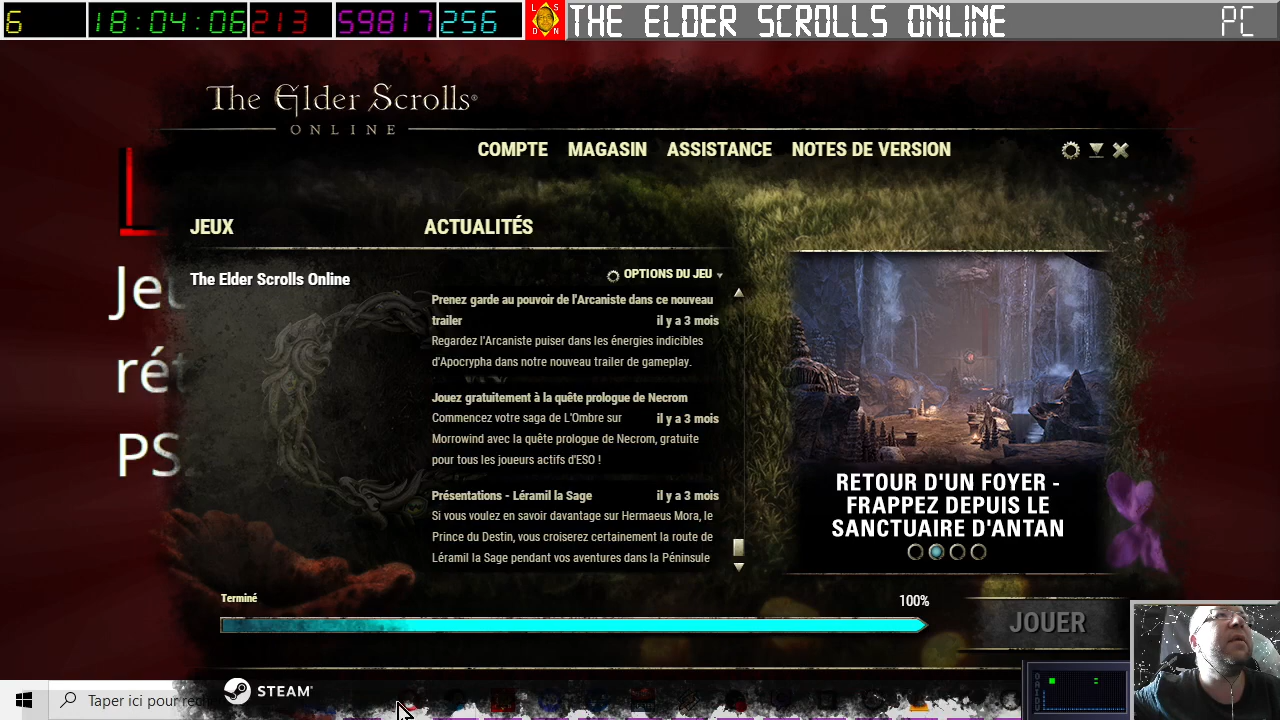 6 18:04:06 213 59817 256 L S D N THE ELDER SCROLLS ONLINE PC
The Elder Scrolls®
ONLINE
COMPTE MAGASIN ASSISTANCE NOTES DE VERSION
JEUX ACTUALITÉS
The Elder Scrolls Online
OPTIONS DU JEU
Prenez garde au pouvoir de l'Arcaniste dans ce nouveau
trailer il y a 3 mois
Regardez l'Arcaniste puiser dans les énergies indicibles
d'Apocrypha dans notre nouveau trailer de gameplay.
Jouez gratuitement à la quête prologue de Necrom
Commencez votre saga de L'Ombre sur il y a 3 mois
Morrowind avec la quête prologue de Necrom, gratuite
pour tous les joueurs actifs d'ESO !
Présentations - Léramil la Sage il y a 3 mois
Si vous voulez en savoir davantage sur Hermaeus Mora, le
Prince du Destin, vous croiserez certainement la route de
Léramil la Sage pendant vos aventures dans la Péninsule
RETOUR D'UN FOYER -
FRAPPEZ DEPUIS LE
SANCTUAIRE D'ANTAN
Terminé 100%
JOUER
L
Jeu
rét
PS
Taper ici pour rec
STEAM